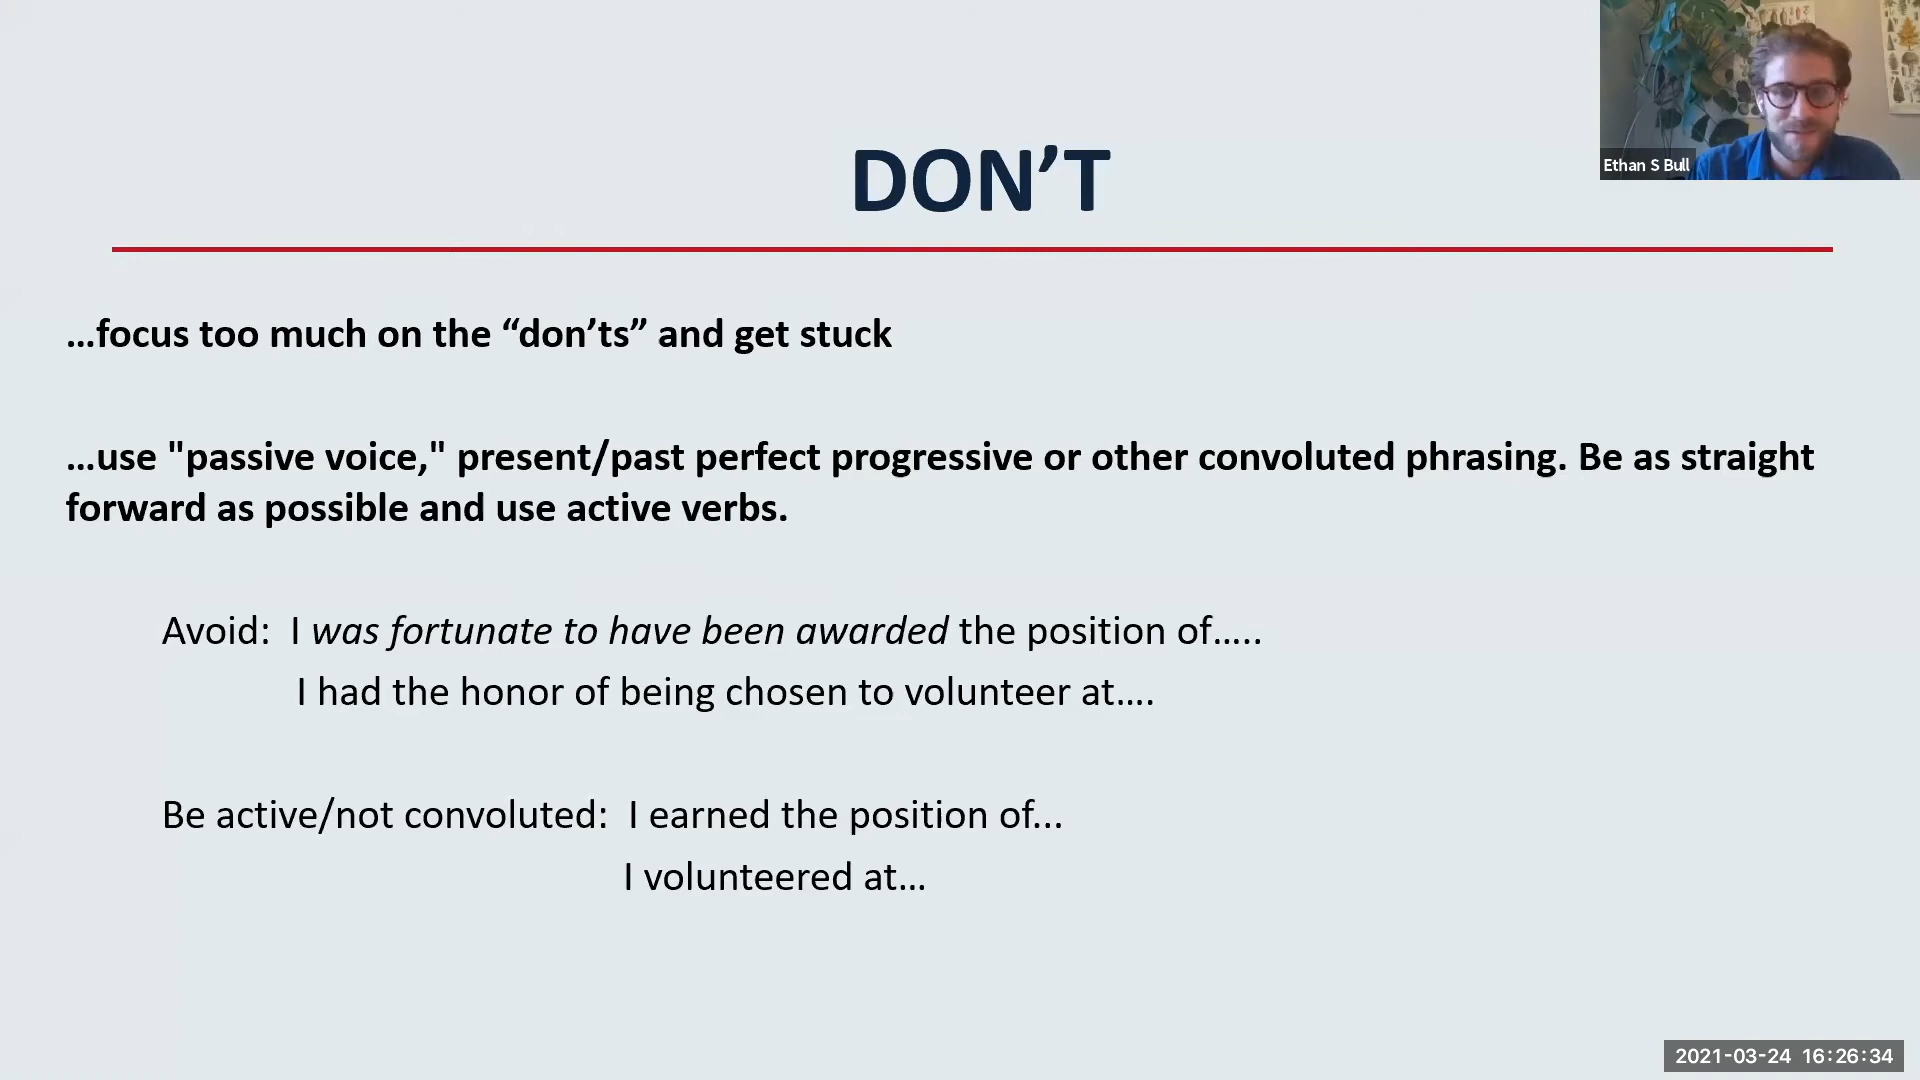 Ethan S Bull
DON’T
...focus too much on the “don’ts” and get stuck
...use "passive voice," present/past perfect progressive or other convoluted phrasing. Be as straight
forward as possible and use active verbs.
Avoid:  I was fortunate to have been awarded the position of.....
I had the honor of being chosen to volunteer at....
Be active/not convoluted:  I earned the position of...
I volunteered at...
2021-03-24 16:26:34